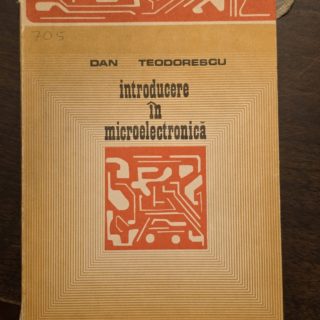 705
DAN TEODORESCU
introducere
în
microelectronică